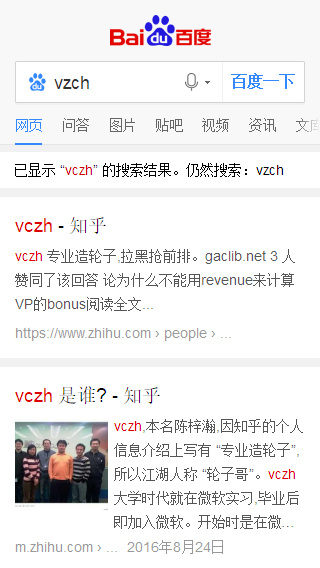 Bai du 百度
du vzch 百度一下
网页 问答 图片 贴吧 视频 资讯 文库
已显示 “vczh” 的搜索结果。仍然搜索：vzch
vczh - 知乎
vczh 专业造轮子,拉黑抢前排。gaclib.net 3 人
赞同了该回答 论为什么不能用revenue来计算
VP的bonus阅读全文...
https://www.zhihu.com › people › ...
vczh 是谁? - 知乎
vczh,本名陈梓瀚,因知乎的个人
信息介绍上写有 “专业造轮子”,
所以江湖人称 “轮子哥”。vczh
大学时代就在微软实习,毕业后
即加入微软。开始时是在微...
m.zhihu.com › ... 2016年8月24日